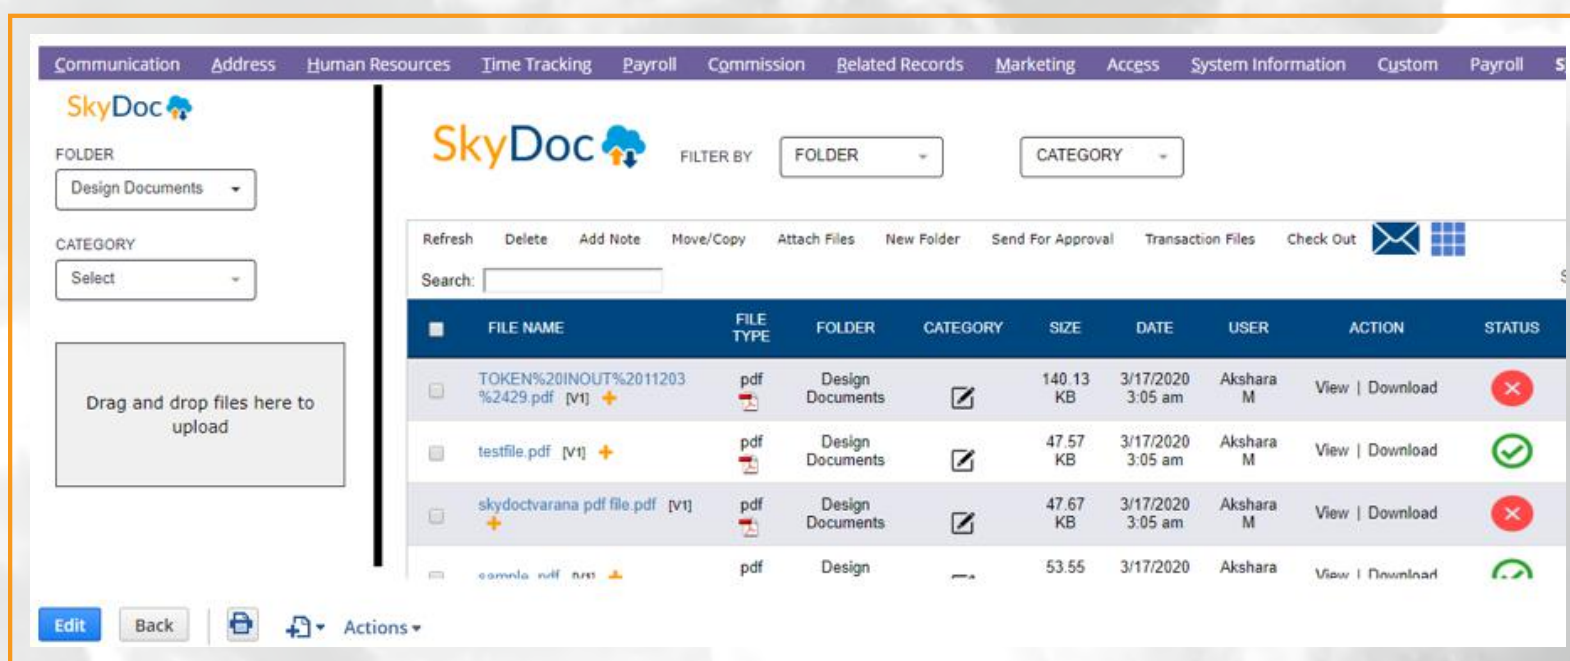 Communication Address Human Resources Time Tracking Payroll Commission Related Records Marketing Access System Information Custom Payroll S
SkyDoc
FOLDER
Design Documents
CATEGORY
Select
Drag and drop files here to
upload
SkyDoc FILTER BY FOLDER CATEGORY
Refresh Delete Add Note Move/Copy Attach Files New Folder Send For Approval Transaction Files Check Out
Search: S
FILE NAME FILE TYPE FOLDER CATEGORY SIZE DATE USER ACTION STATUS
TOKEN%20INOUT%2011203 pdf Design 140.13 3/17/2020 Akshara View | Download
%2429.pdf [V1] Documents KB 3:05 am M
testfile.pdf [V1] pdf Design 47.57 3/17/2020 Akshara View | Download
Documents KB 3:05 am M
skydoctvarana pdf file.pdf [V1] pdf Design 47.67 3/17/2020 Akshara View | Download
Documents KB 3:05 am M
sample pdf [V1] pdf Design 53.55 3/17/2020 Akshara View | Download
Edit Back Actions